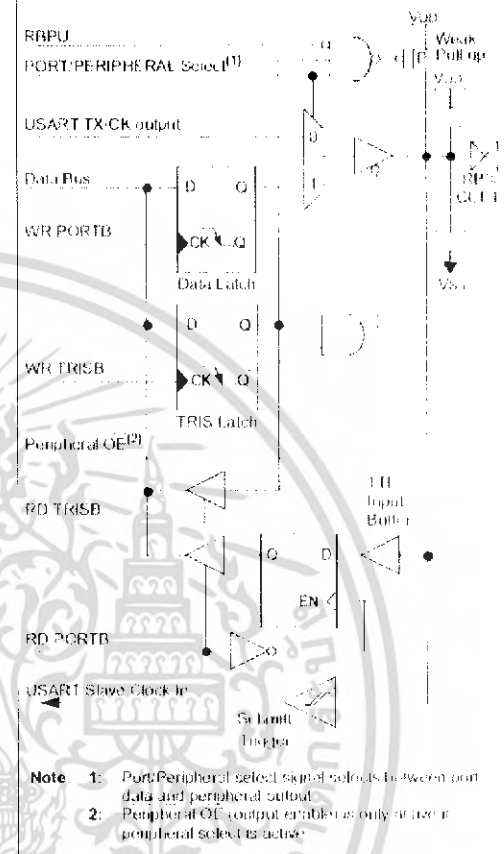 VDD
RBPU
Weak
Pull-up
PORT/PERIPHERAL Select(1)
VDD
USART TX/CK output
0
1
Data Bus
D Q
WR PORTB
CK Q
Data Latch
VSS
D Q
WR TRISB
CK Q
TRIS Latch
Peripheral OE(2)
TTL
Input
Buffer
RD TRISB
Q D
EN
RD PORTB
USART Slave Clock In
Schmitt
Trigger
Note 1: Port/Peripheral select signal selects between port
data and peripheral output.
2: Peripheral OE (output enable) is only active if
peripheral select is active.